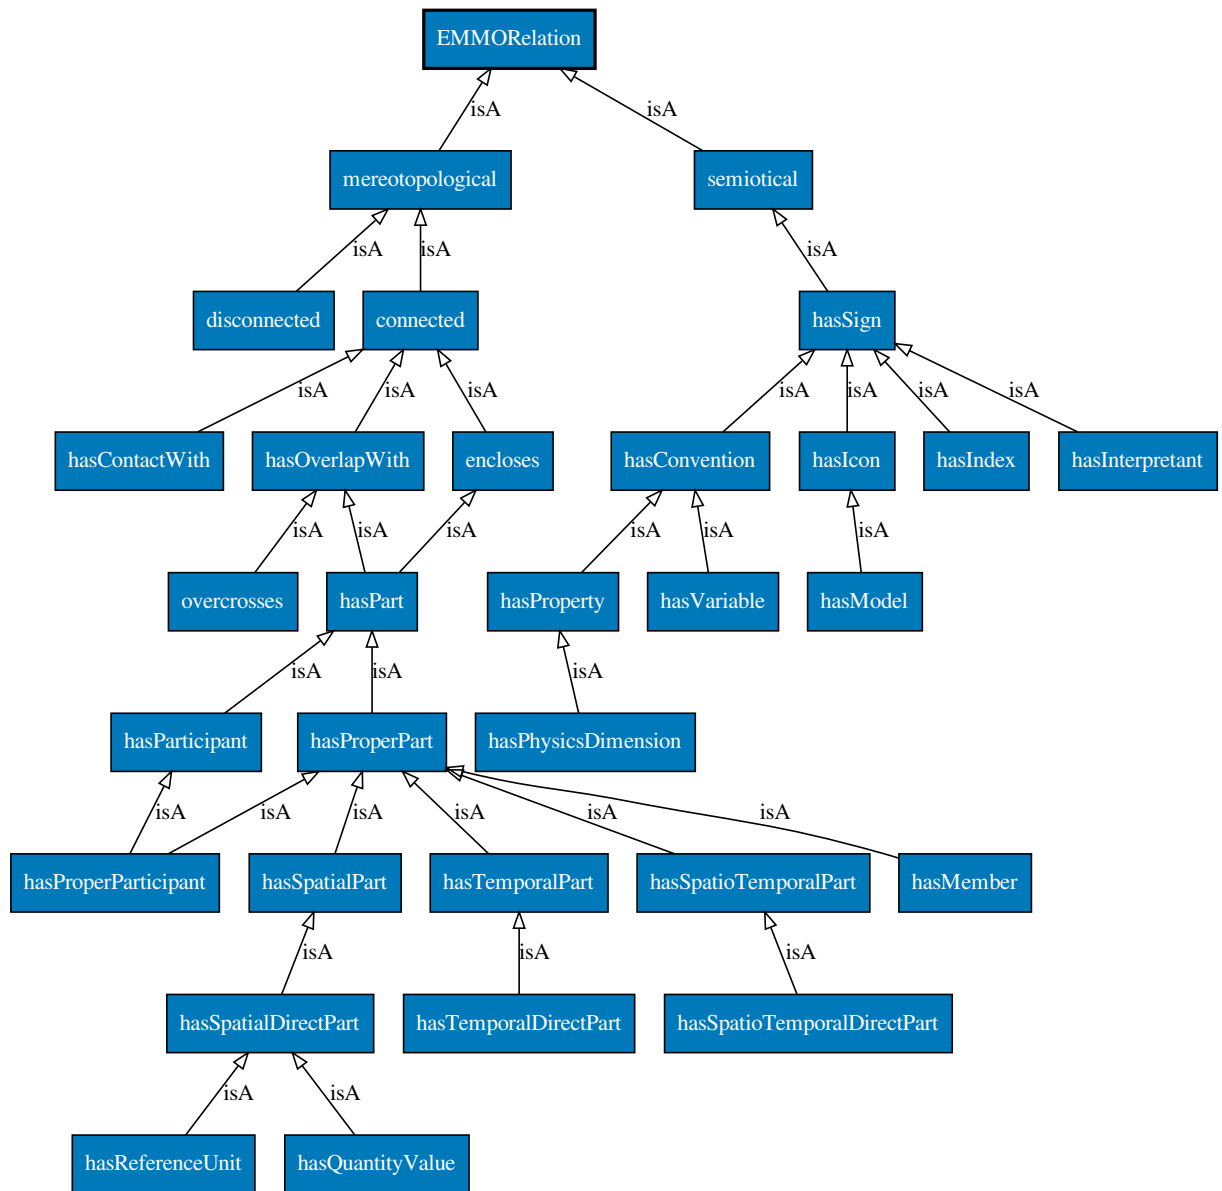 EMMORelation
isA
isA
mereotopological
semiotical
isA
isA
isA
disconnected
connected
hasSign
isA
isA
isA
isA
isA
isA
isA
hasContactWith
hasOverlapWith
encloses
hasConvention
hasIcon
hasIndex
hasInterpretant
isA
isA
isA
isA
isA
isA
overcrosses
hasPart
hasProperty
hasVariable
hasModel
isA
isA
isA
hasParticipant
hasProperPart
hasPhysicsDimension
isA
isA
isA
isA
isA
isA
hasProperParticipant
hasSpatialPart
hasTemporalPart
hasSpatioTemporalPart
hasMember
isA
isA
isA
hasSpatialDirectPart
hasTemporalDirectPart
hasSpatioTemporalDirectPart
isA
isA
hasReferenceUnit
hasQuantityValue